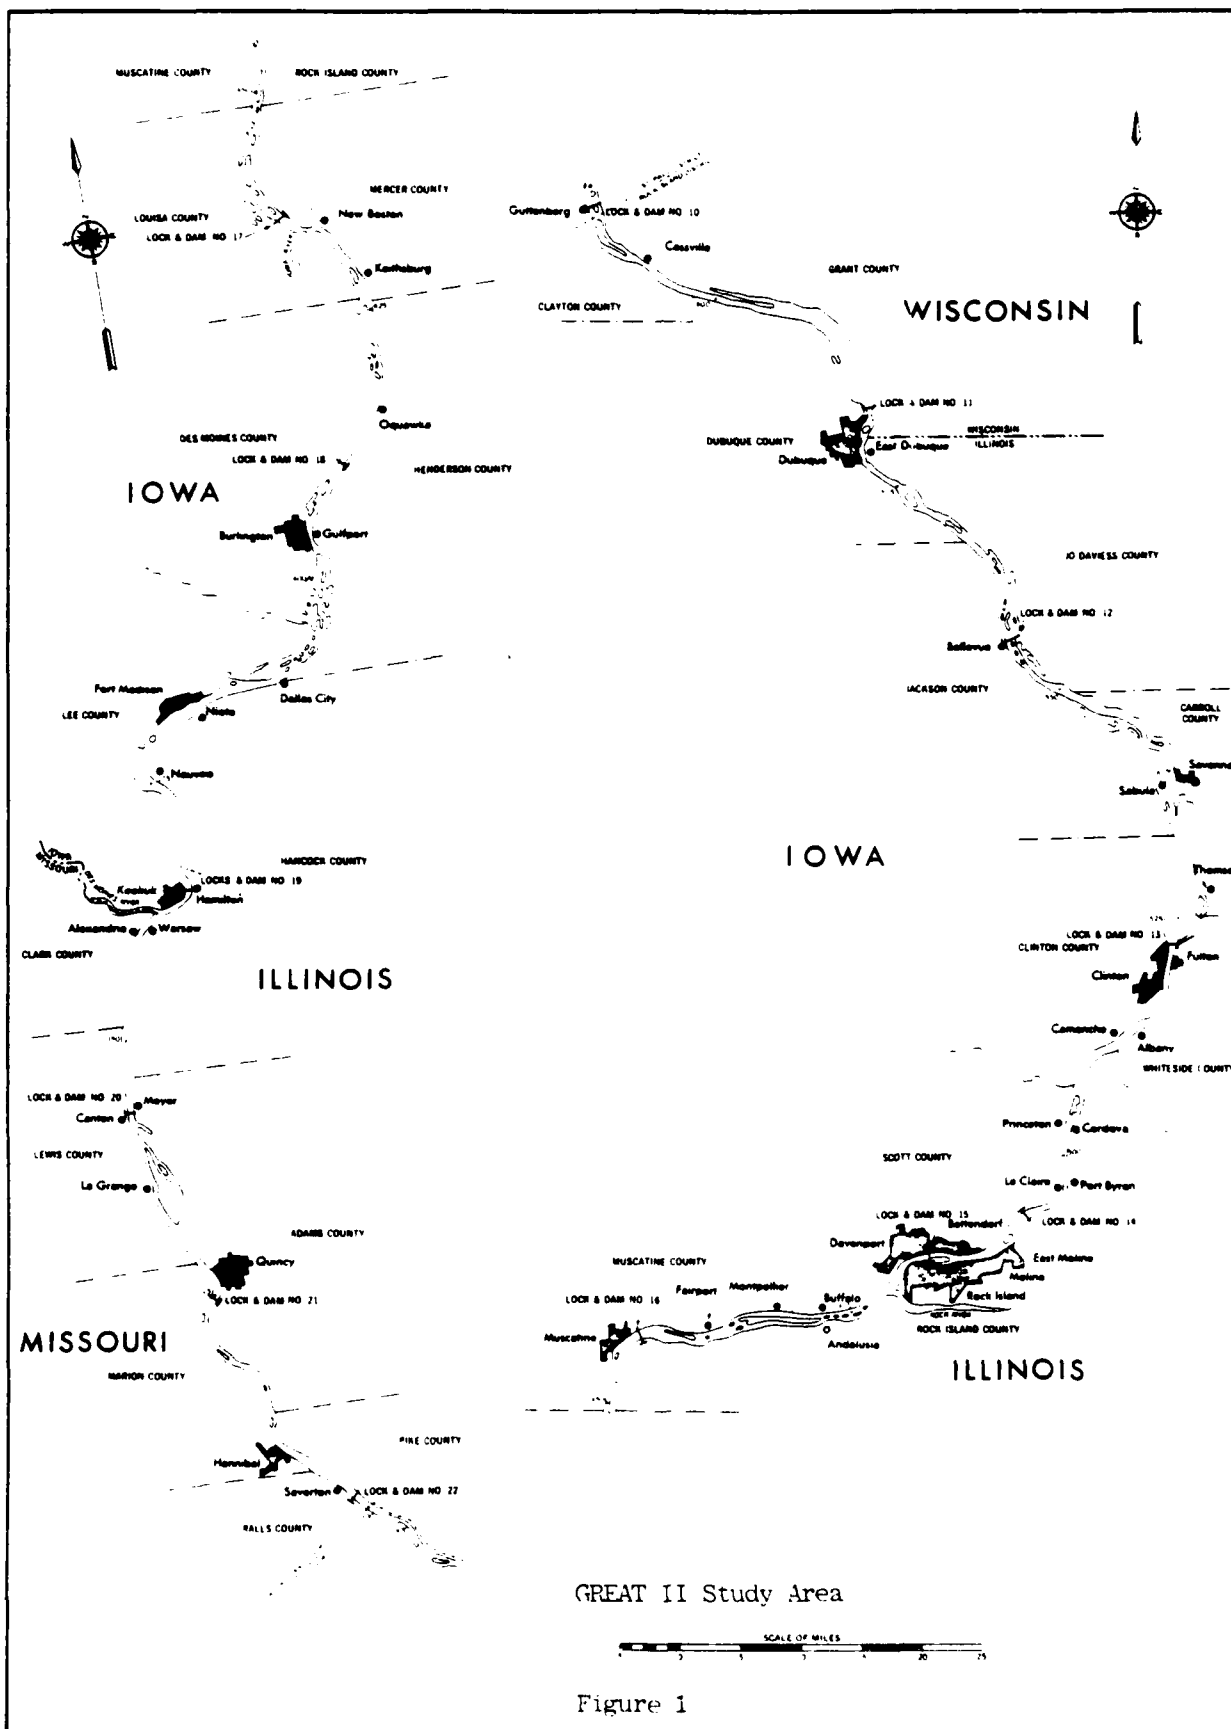 MUSCATINE COUNTY
ROCK ISLAND COUNTY
MERCER COUNTY
LOUISA COUNTY
New Boston
LOCK & DAM NO. 17
Keithsburg
Oquawka
DES MOINES COUNTY
LOCK & DAM NO 18
HENDERSON COUNTY
IOWA
Burlington
Gulfport
Fort Madison
Dallas City
LEE COUNTY
Niota
Nauvoo
HANCOCK COUNTY
LOCKS & DAM NO 19
Keokuk
Hamilton
Alexandria
Warsaw
CLARK COUNTY
ILLINOIS
LOCK & DAM NO 20
Meyer
Canton
LEWIS COUNTY
La Grange
ADAMS COUNTY
Quincy
LOCK & DAM NO. 21
MISSOURI
MARION COUNTY
PIKE COUNTY
Hannibal
Saverton
LOCK & DAM NO 22
RALLS COUNTY
Guttenberg
LOCK & DAM NO. 10
Cassville
GRANT COUNTY
CLAYTON COUNTY
WISCONSIN
LOCK & DAM NO 11
DUBUQUE COUNTY
WISCONSIN
ILLINOIS
East Dubuque
Dubuque
JO DAVIESS COUNTY
LOCK & DAM NO. 12
Bellevue
JACKSON COUNTY
CARROLL COUNTY
Savanna
Sabula
IOWA
LOCK & DAM NO 13
CLINTON COUNTY
Fulton
Clinton
Camanche
Albany
WHITESIDE COUNTY
Princeton
Cordova
SCOTT COUNTY
Le Claire
Port Byron
LOCK & DAM NO. 15
Bettendorf
LOCK & DAM NO 14
Davenport
East Moline
Moline
Rock Island
ROCK RIVER
ROCK ISLAND COUNTY
MUSCATINE COUNTY
Fairport
Montpelier
Buffalo
LOCK & DAM NO 16
Muscatine
Andalusia
ILLINOIS
GREAT II Study Area
SCALE OF MILES
Figure 1